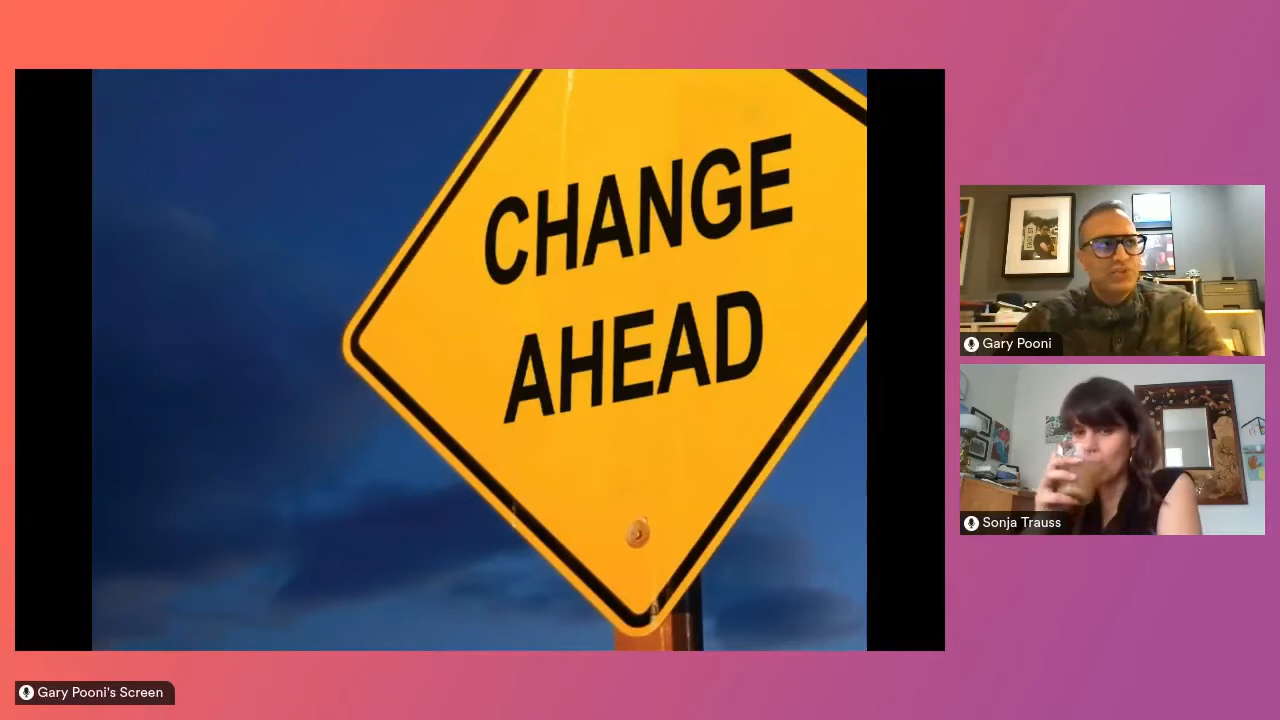 CHANGE
AHEAD
Gary Pooni
Sonja Trauss
Gary Pooni's Screen